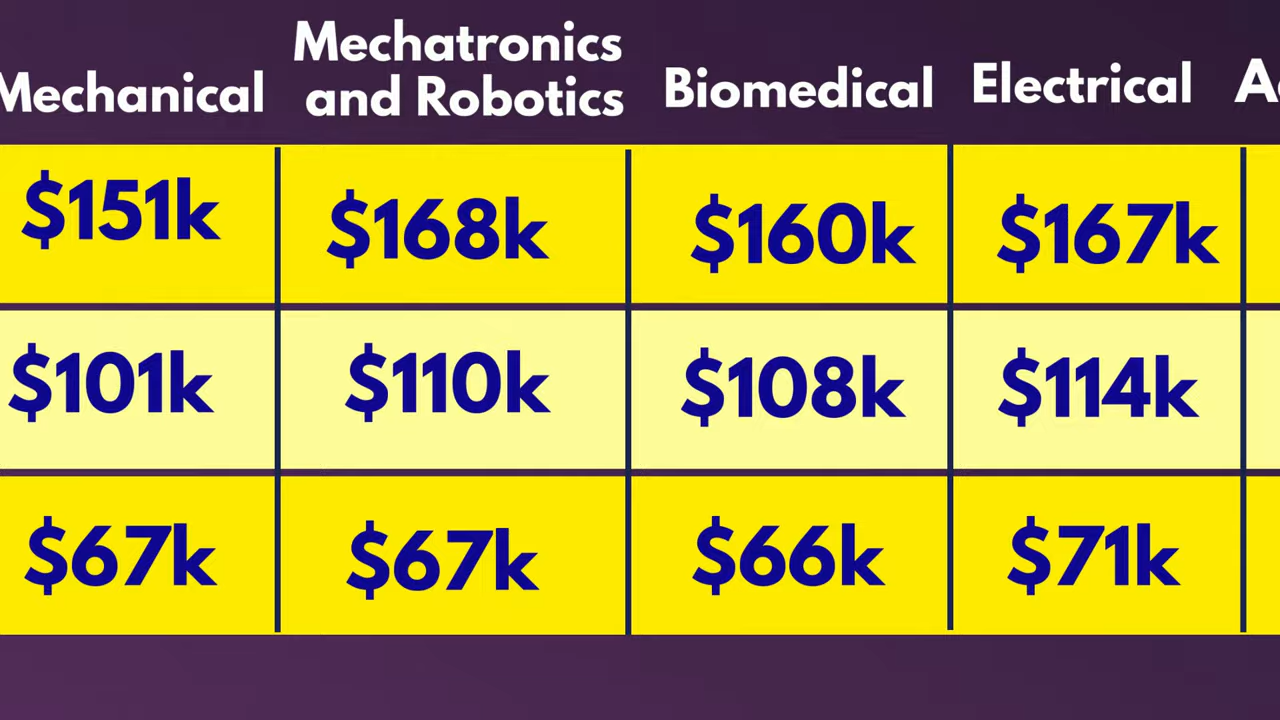 Mechanical
Mechatronics
and Robotics
Biomedical
Electrical
$151k
$168k
$160k
$167k
$101k
$110k
$108k
$114k
$67k
$67k
$66k
$71k